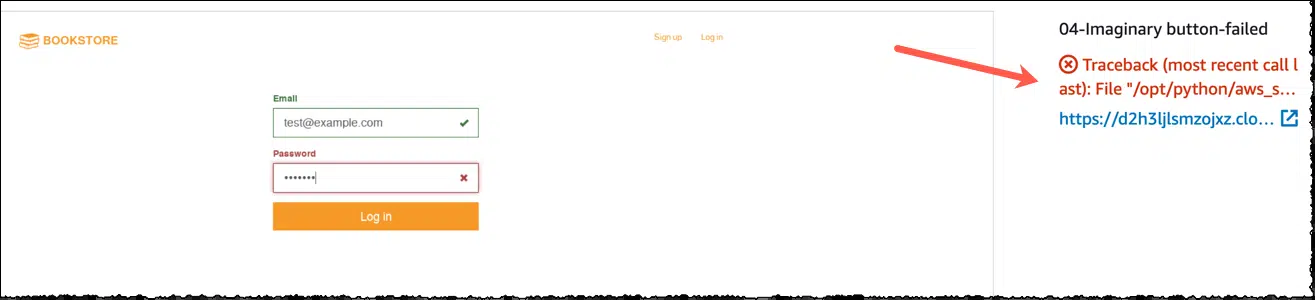 BOOKSTORE
Sign up
Log in
Email
test@example.com
Password
•••••••
Log in
04-Imaginary button-failed
Traceback (most recent call l
ast): File "/opt/python/aws_s...
https://d2h3ljlsmzojxz.clo...